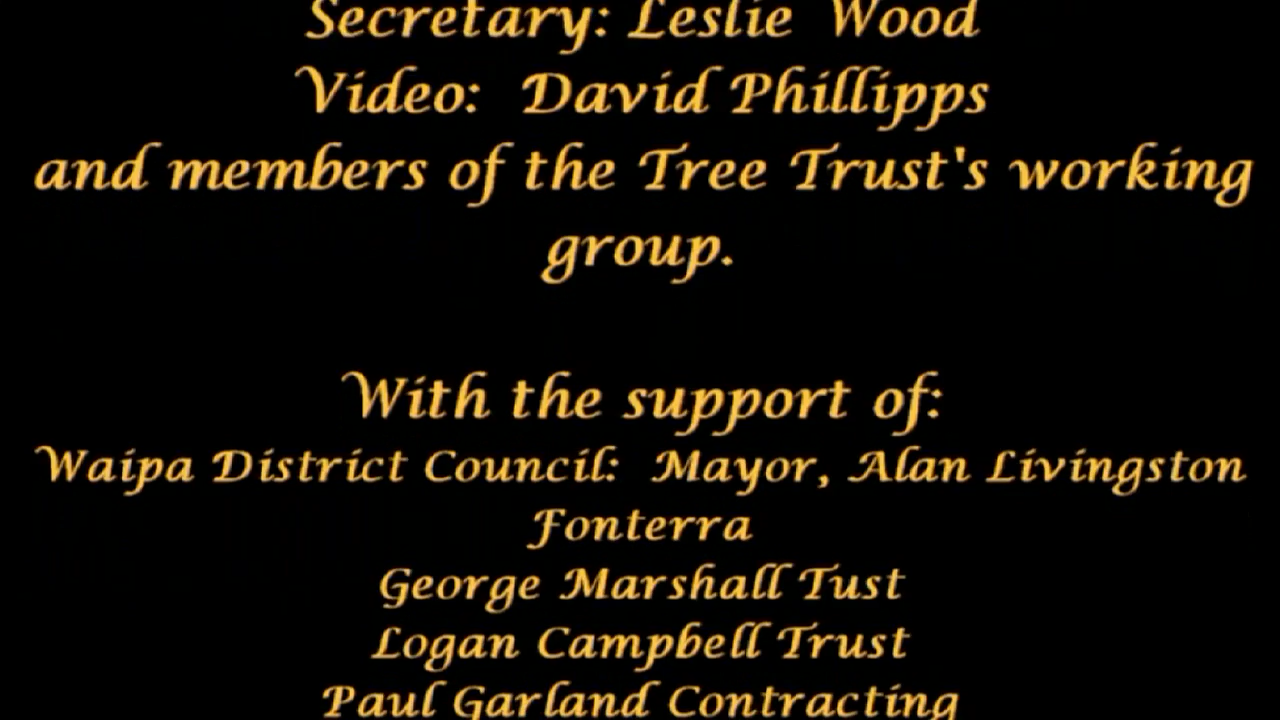 Secretary: Leslie Wood
Video: David Phillipps
and members of the Tree Trust's working
group.
With the support of:
Waipa District Council: Mayor, Alan Livingston
Fonterra
George Marshall Tust
Logan Campbell Trust
Paul Garland Contracting